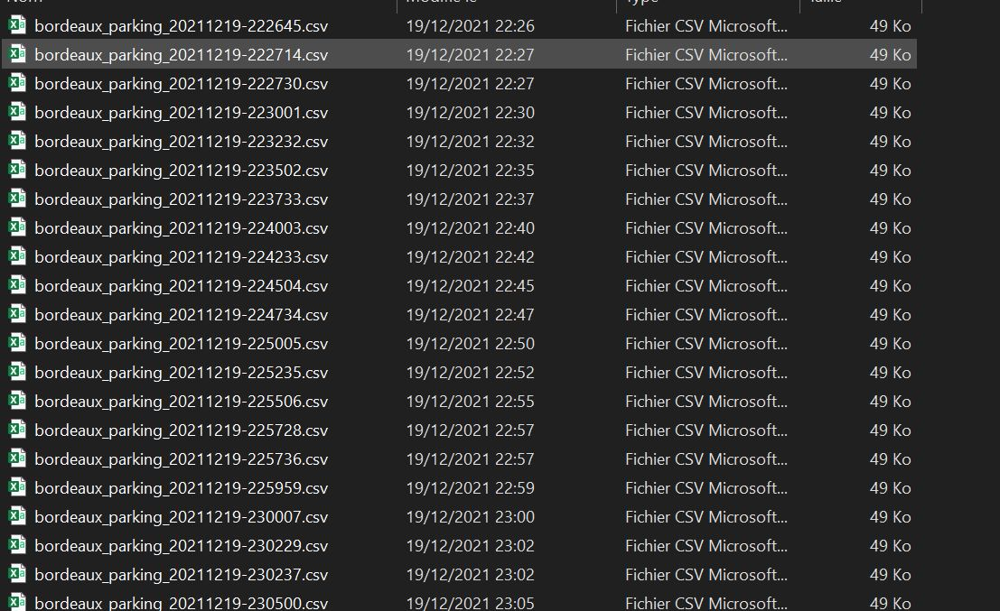 Nom Modifié le Type Taille
bordeaux_parking_20211219-222645.csv 19/12/2021 22:26 Fichier CSV Microsoft... 49 Ko
bordeaux_parking_20211219-222714.csv 19/12/2021 22:27 Fichier CSV Microsoft... 49 Ko
bordeaux_parking_20211219-222730.csv 19/12/2021 22:27 Fichier CSV Microsoft... 49 Ko
bordeaux_parking_20211219-223001.csv 19/12/2021 22:30 Fichier CSV Microsoft... 49 Ko
bordeaux_parking_20211219-223232.csv 19/12/2021 22:32 Fichier CSV Microsoft... 49 Ko
bordeaux_parking_20211219-223502.csv 19/12/2021 22:35 Fichier CSV Microsoft... 49 Ko
bordeaux_parking_20211219-223733.csv 19/12/2021 22:37 Fichier CSV Microsoft... 49 Ko
bordeaux_parking_20211219-224003.csv 19/12/2021 22:40 Fichier CSV Microsoft... 49 Ko
bordeaux_parking_20211219-224233.csv 19/12/2021 22:42 Fichier CSV Microsoft... 49 Ko
bordeaux_parking_20211219-224504.csv 19/12/2021 22:45 Fichier CSV Microsoft... 49 Ko
bordeaux_parking_20211219-224734.csv 19/12/2021 22:47 Fichier CSV Microsoft... 49 Ko
bordeaux_parking_20211219-225005.csv 19/12/2021 22:50 Fichier CSV Microsoft... 49 Ko
bordeaux_parking_20211219-225235.csv 19/12/2021 22:52 Fichier CSV Microsoft... 49 Ko
bordeaux_parking_20211219-225506.csv 19/12/2021 22:55 Fichier CSV Microsoft... 49 Ko
bordeaux_parking_20211219-225728.csv 19/12/2021 22:57 Fichier CSV Microsoft... 49 Ko
bordeaux_parking_20211219-225736.csv 19/12/2021 22:57 Fichier CSV Microsoft... 49 Ko
bordeaux_parking_20211219-225959.csv 19/12/2021 22:59 Fichier CSV Microsoft... 49 Ko
bordeaux_parking_20211219-230007.csv 19/12/2021 23:00 Fichier CSV Microsoft... 49 Ko
bordeaux_parking_20211219-230229.csv 19/12/2021 23:02 Fichier CSV Microsoft... 49 Ko
bordeaux_parking_20211219-230237.csv 19/12/2021 23:02 Fichier CSV Microsoft... 49 Ko
bordeaux_parking_20211219-230500.csv 19/12/2021 23:05 Fichier CSV Microsoft... 49 Ko